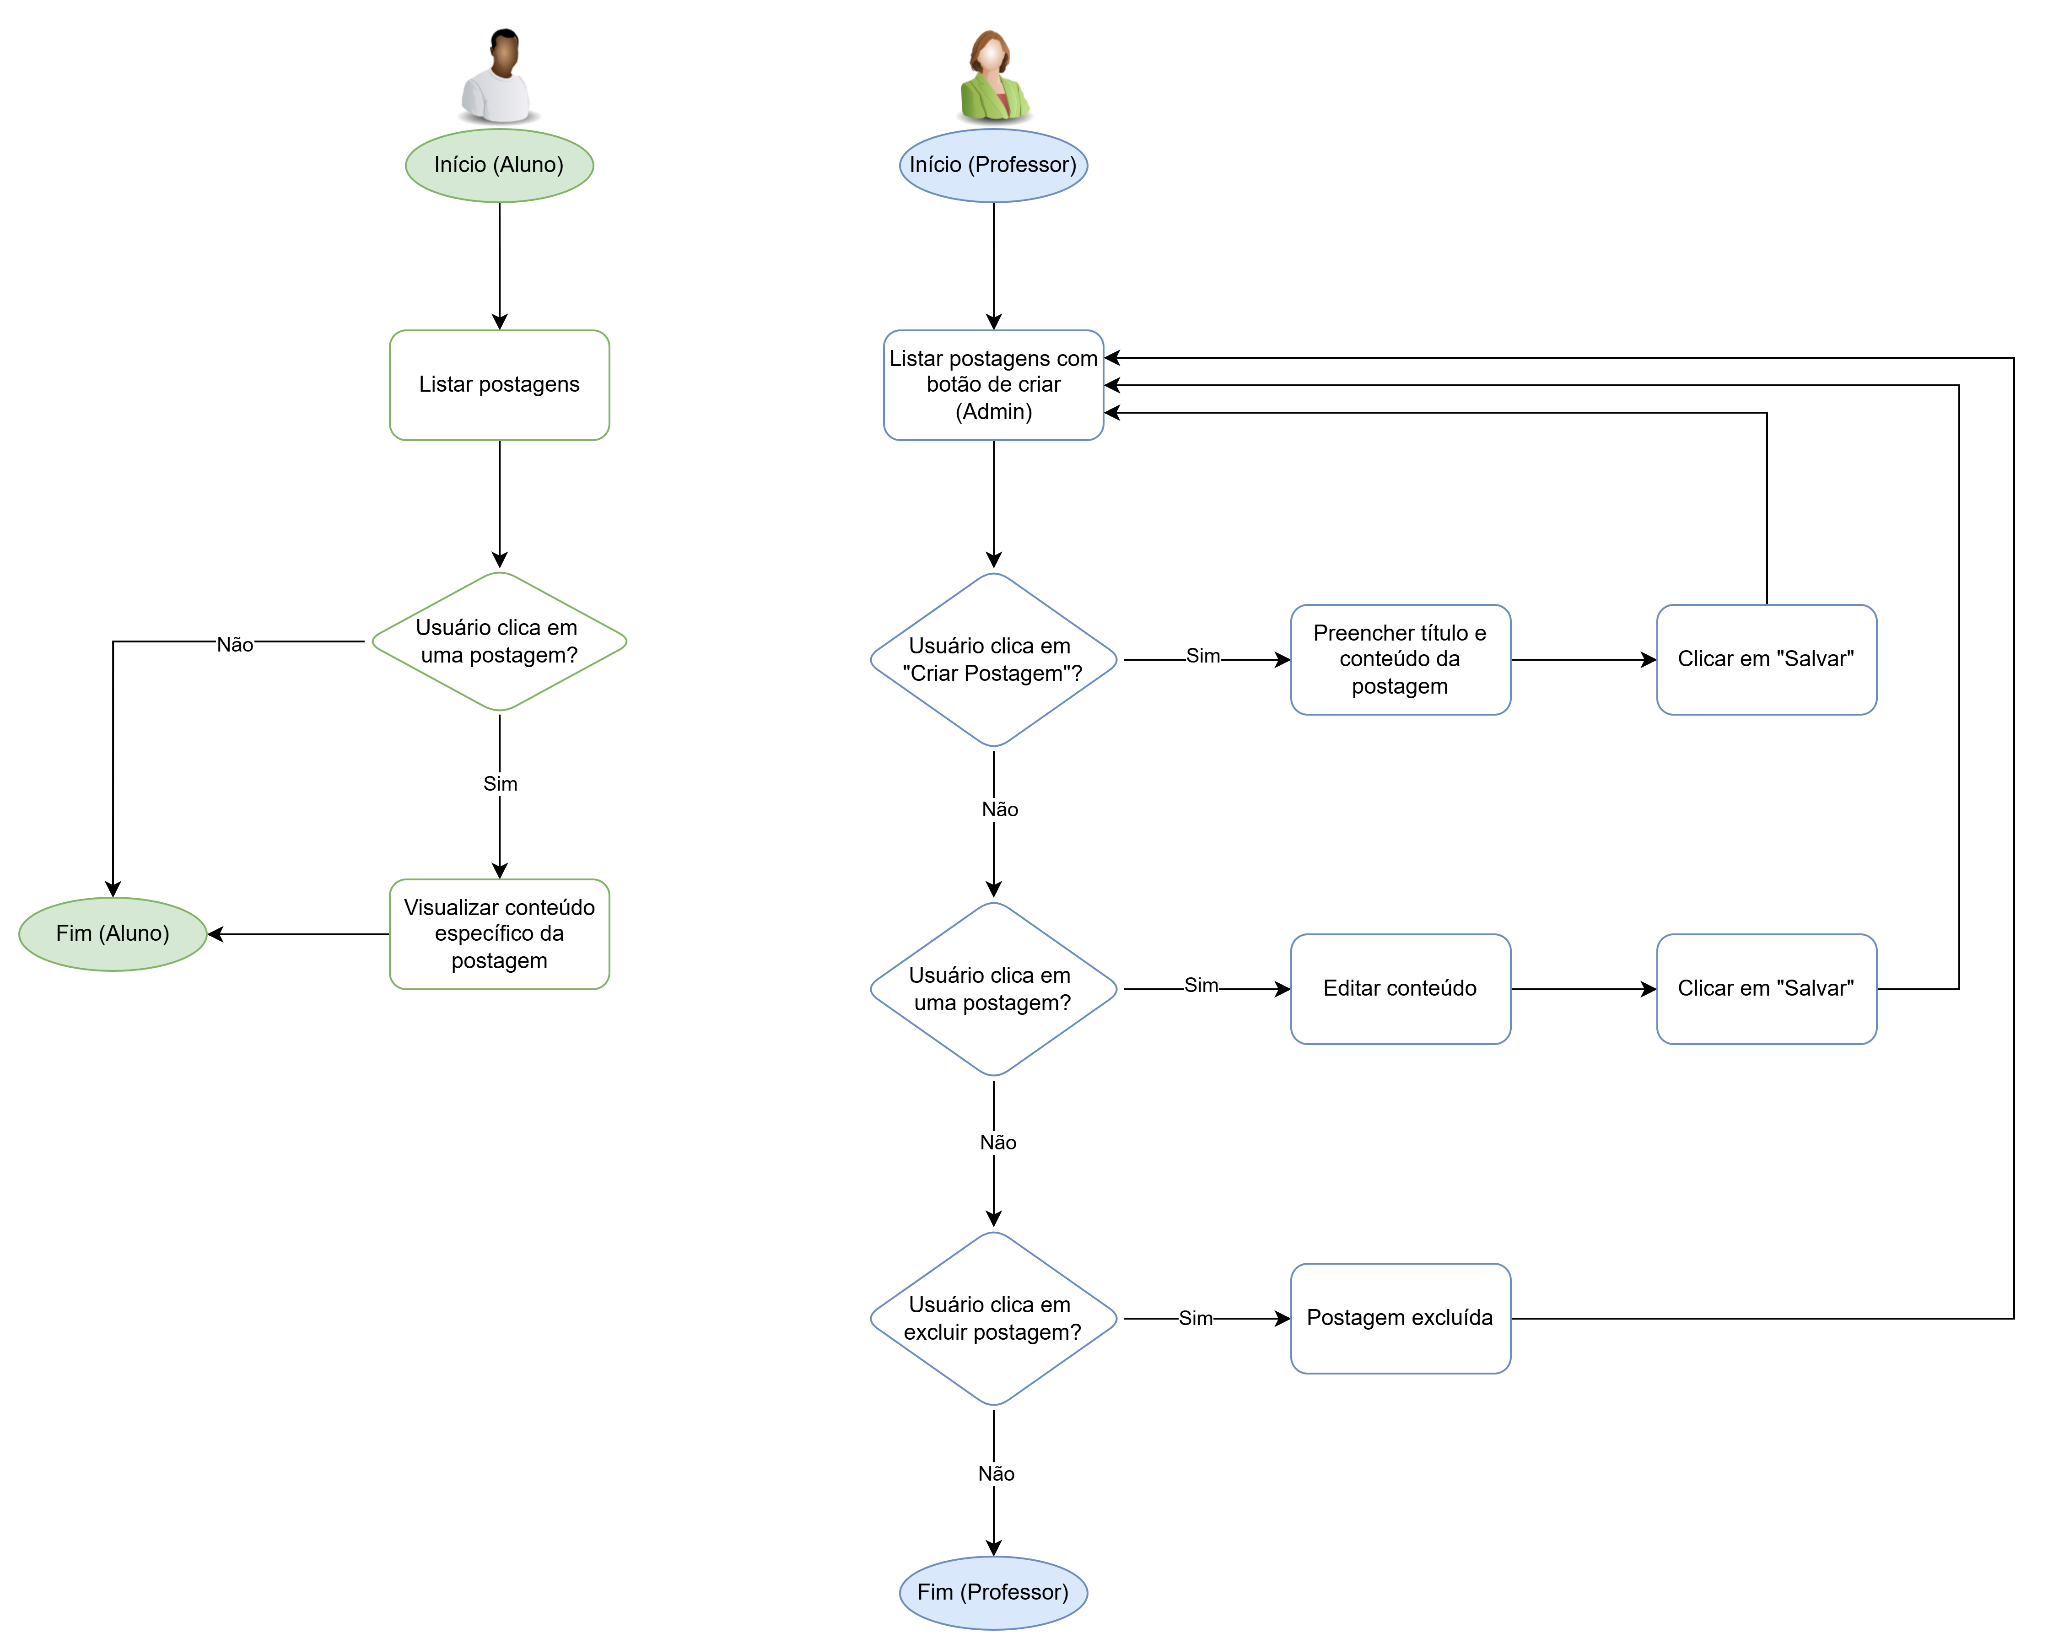 Início (Aluno)
Listar postagens
Usuário clica em
uma postagem?
Não
Sim
Visualizar conteúdo
específico da
postagem
Fim (Aluno)
Início (Professor)
Listar postagens com
botão de criar
(Admin)
Usuário clica em
"Criar Postagem"?
Sim
Preencher título e
conteúdo da
postagem
Clicar em "Salvar"
Não
Usuário clica em
uma postagem?
Sim
Editar conteúdo
Clicar em "Salvar"
Não
Usuário clica em
excluir postagem?
Sim
Postagem excluída
Não
Fim (Professor)